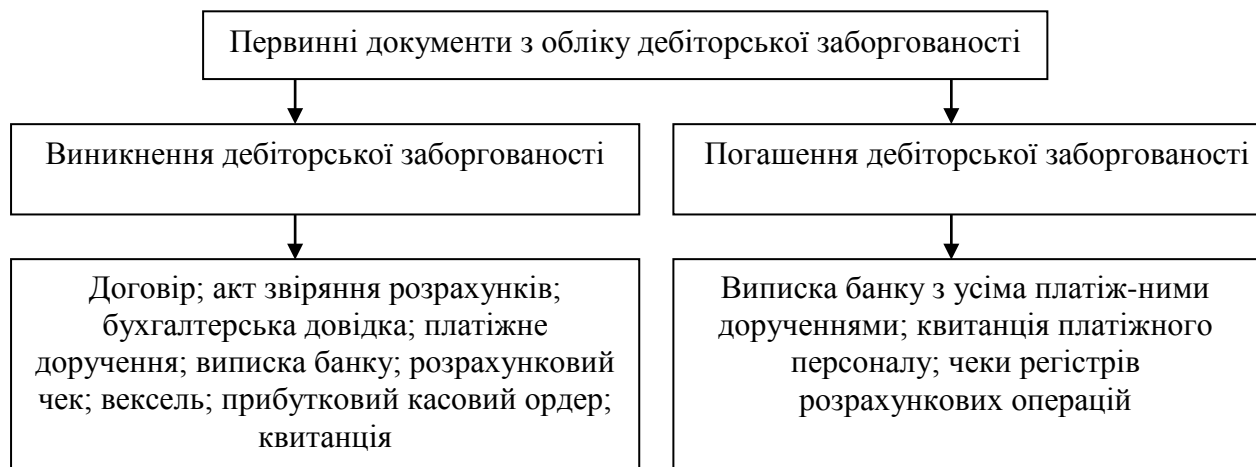 Первинні документи з обліку дебіторської заборгованості
Виникнення дебіторської заборгованості
Погашення дебіторської заборгованості
Договір; акт звіряння розрахунків;
бухгалтерська довідка; платіжне
доручення; виписка банку; розрахунковий
чек; вексель; прибутковий касовий ордер;
квитанція
Виписка банку з усіма платіж-ними
дорученнями; квитанція платіжного
персоналу; чеки регістрів
розрахункових операцій